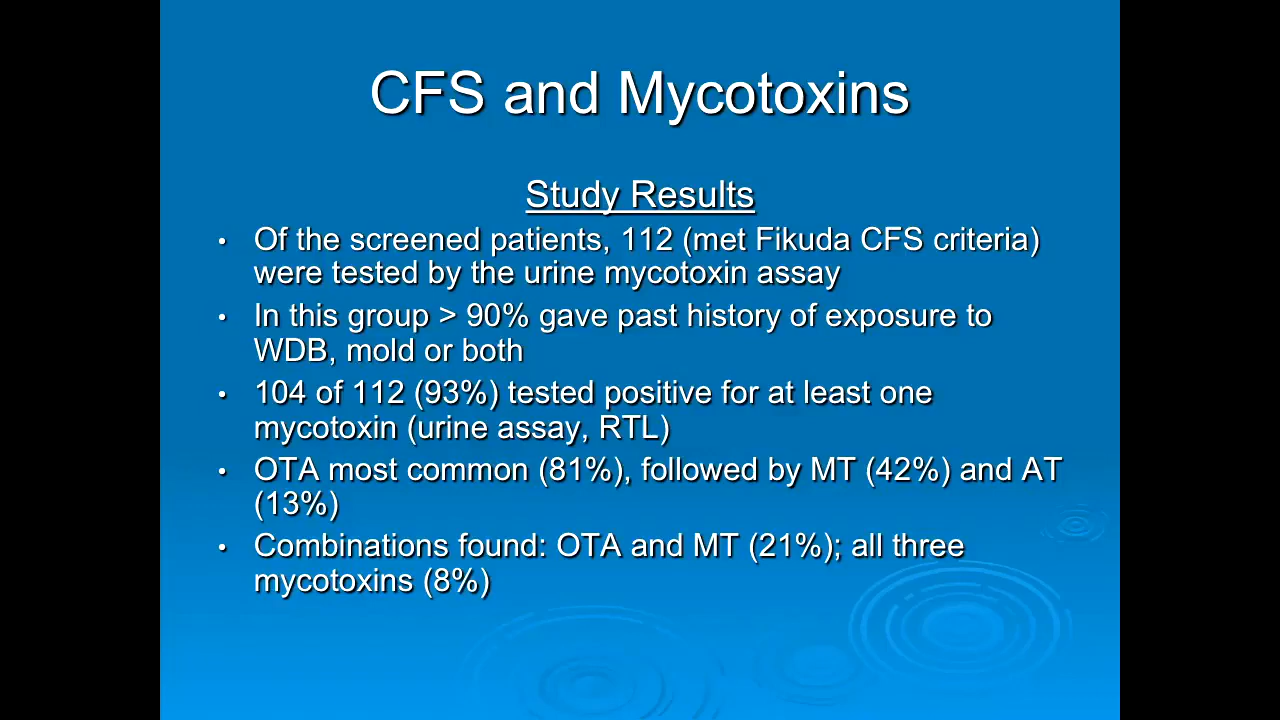 CFS and Mycotoxins
Study Results
• Of the screened patients, 112 (met Fikuda CFS criteria)
were tested by the urine mycotoxin assay
• In this group > 90% gave past history of exposure to
WDB, mold or both
• 104 of 112 (93%) tested positive for at least one
mycotoxin (urine assay, RTL)
• OTA most common (81%), followed by MT (42%) and AT
(13%)
• Combinations found: OTA and MT (21%); all three
mycotoxins (8%)